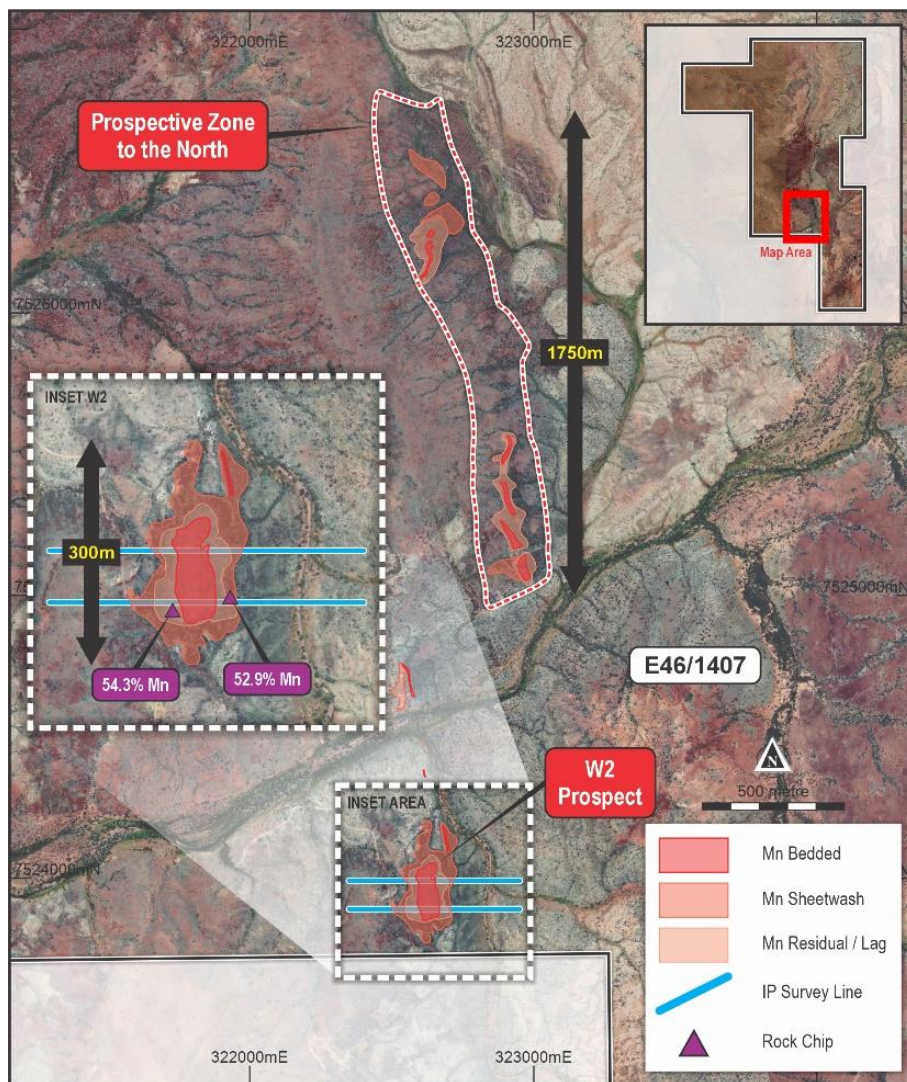 322000mE
323000mE
Prospective Zone
to the North
Map Area
7526000mN
1750m
INSET W2
300m
54.3% Mn
52.9% Mn
7525000mN
E46/1407
N
500 metre
W2
Prospect
INSET AREA
7524000mN
Mn Bedded
Mn Sheetwash
Mn Residual / Lag
IP Survey Line
Rock Chip
322000mE
323000mE